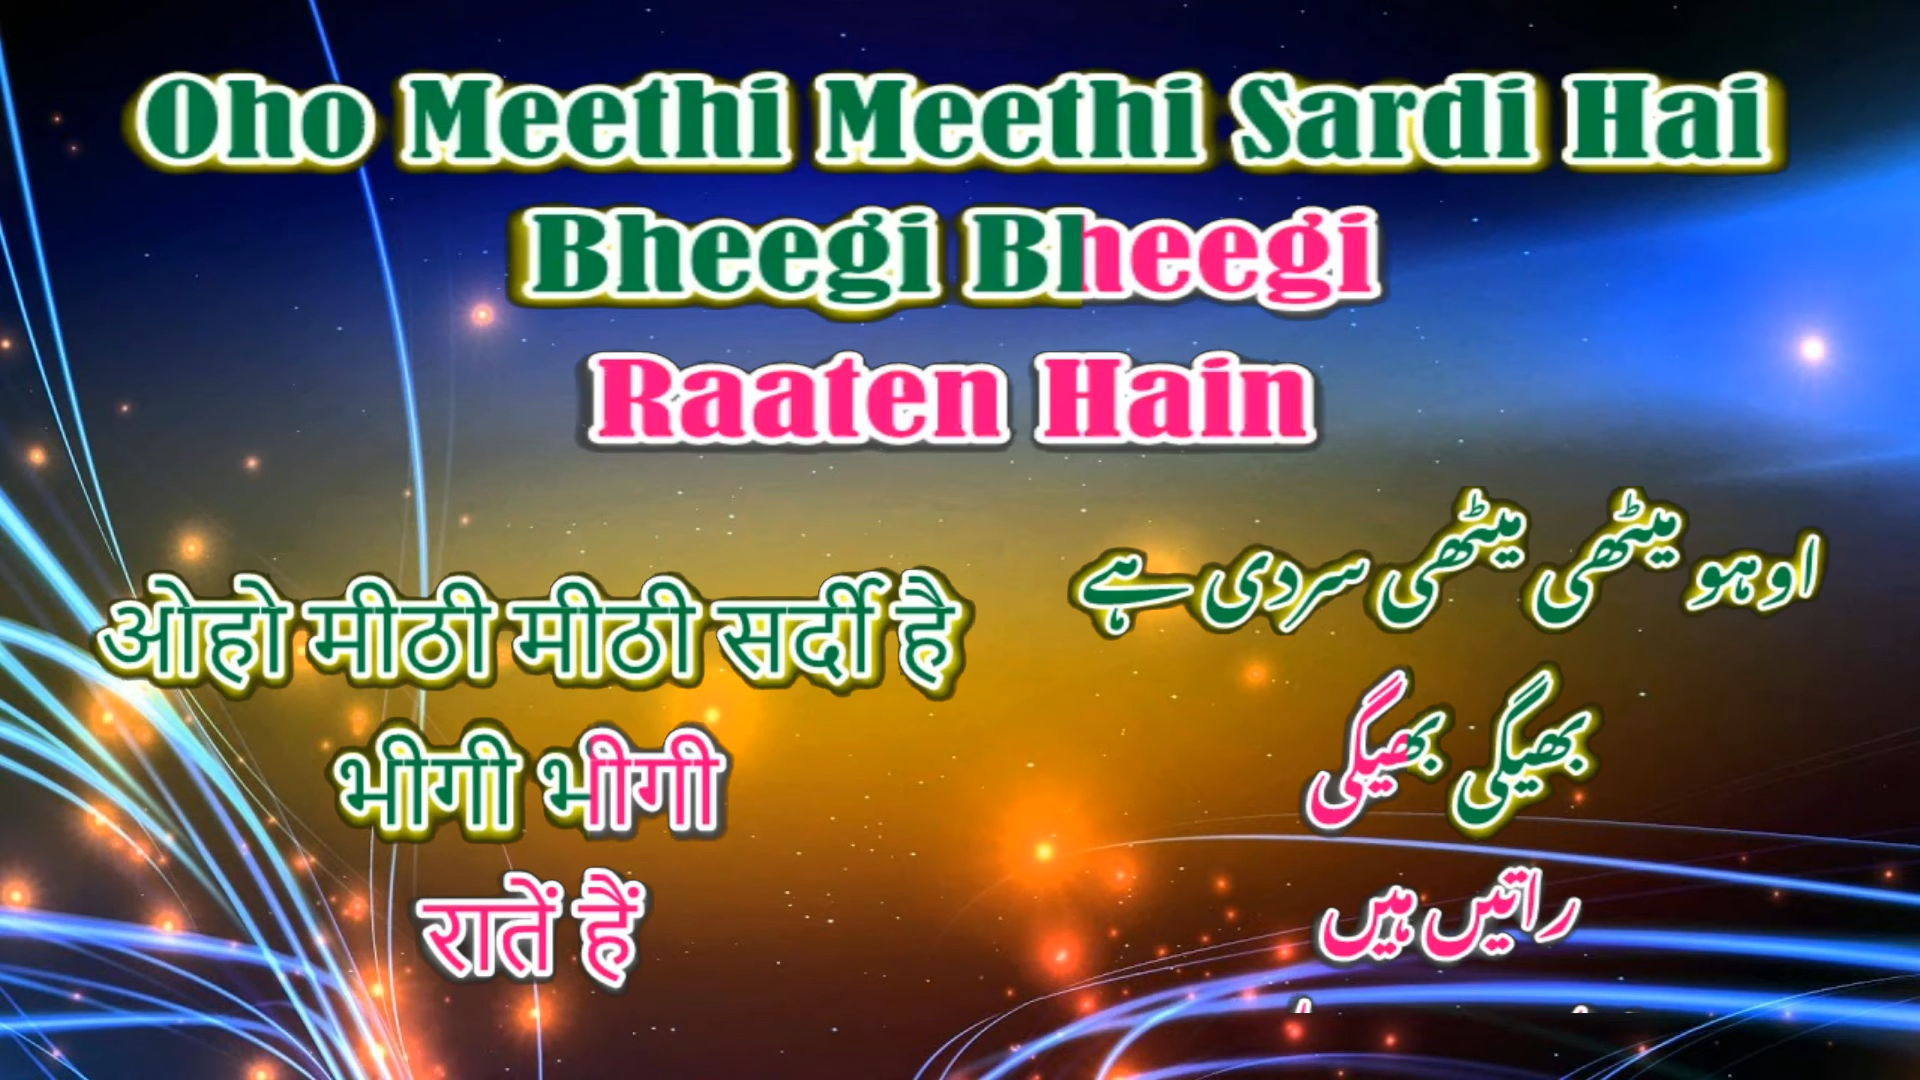 Oho Meethi Meethi Sardi Hai
Bheegi Bheegi
Raaten Hain
ओहो मीठी मीठी सर्दी है
भीगी भीगी
रातें हैं
اوہو میٹھی میٹھی سردی ہے
بھیگی بھیگی
راتیں ہیں